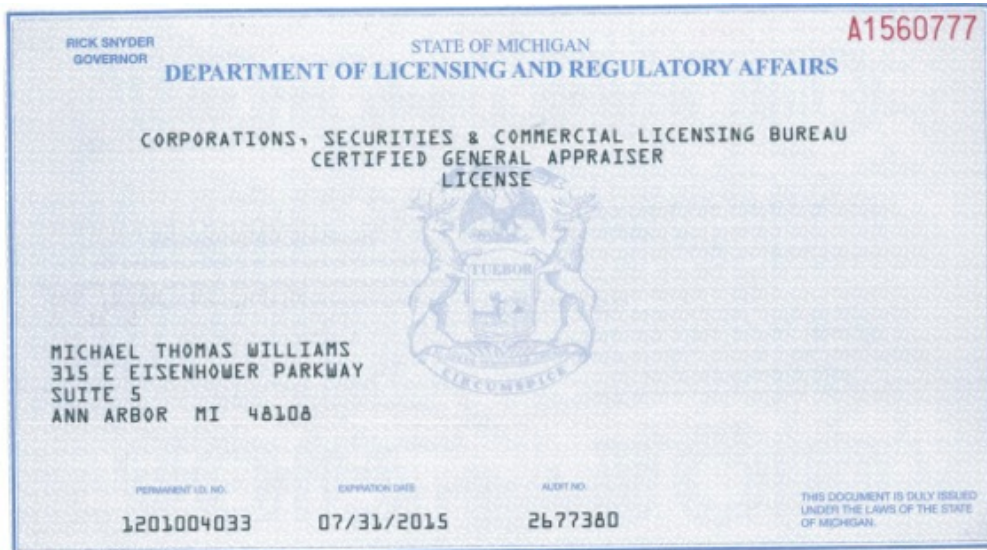 RICK SNYDER
GOVERNOR
A1560777
STATE OF MICHIGAN
DEPARTMENT OF LICENSING AND REGULATORY AFFAIRS
CORPORATIONS, SECURITIES & COMMERCIAL LICENSING BUREAU
CERTIFIED GENERAL APPRAISER
LICENSE
TUEBOR
CIRCUMSPICE
MICHAEL THOMAS WILLIAMS
315 E EISENHOWER PARKWAY
SUITE 5
ANN ARBOR MI 48108
PERMANENT I.D. NO.
EXPIRATION DATE
AUDIT NO.
1201004033
07/31/2015
2677380
THIS DOCUMENT IS DULY ISSUED
UNDER THE LAWS OF THE STATE
OF MICHIGAN.